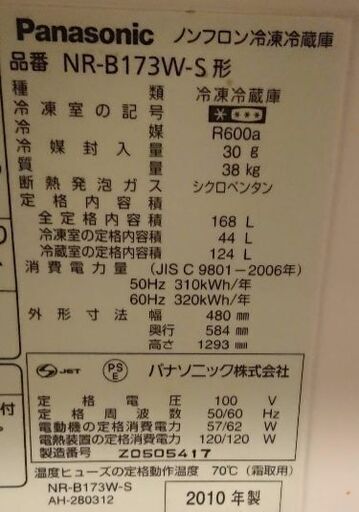 Panasonic ノンフロン冷凍冷蔵庫
品番 NR-B173W-S形
種類 冷凍冷蔵庫
冷凍室の記号
冷媒 R600a
冷媒封入量 30 g
質量 38 kg
断熱発泡ガス シクロペンタン
定格内容積
全定格内容積 168 L
冷凍室の定格内容積 44 L
冷蔵室の定格内容積 124 L
消費電力量 (JIS C 9801-2006年)
50Hz 310kWh/年
60Hz 320kWh/年
外形寸法 幅 480 mm
奥行 584 mm
高さ 1293 mm
JET PSE パナソニック株式会社
定格電圧 100 V
定格周波数 50/60 Hz
電動機の定格消費電力 57/62 W
電熱装置の定格消費電力 120/120 W
製造番号 Z0505417
温度ヒューズの定格動作温度 70℃ (霜取用)
NR-B173W-S
AH-280312
2010年製
付